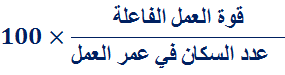 قوة العمل الفاعلة
100 ×
عدد السكان في عمر العمل